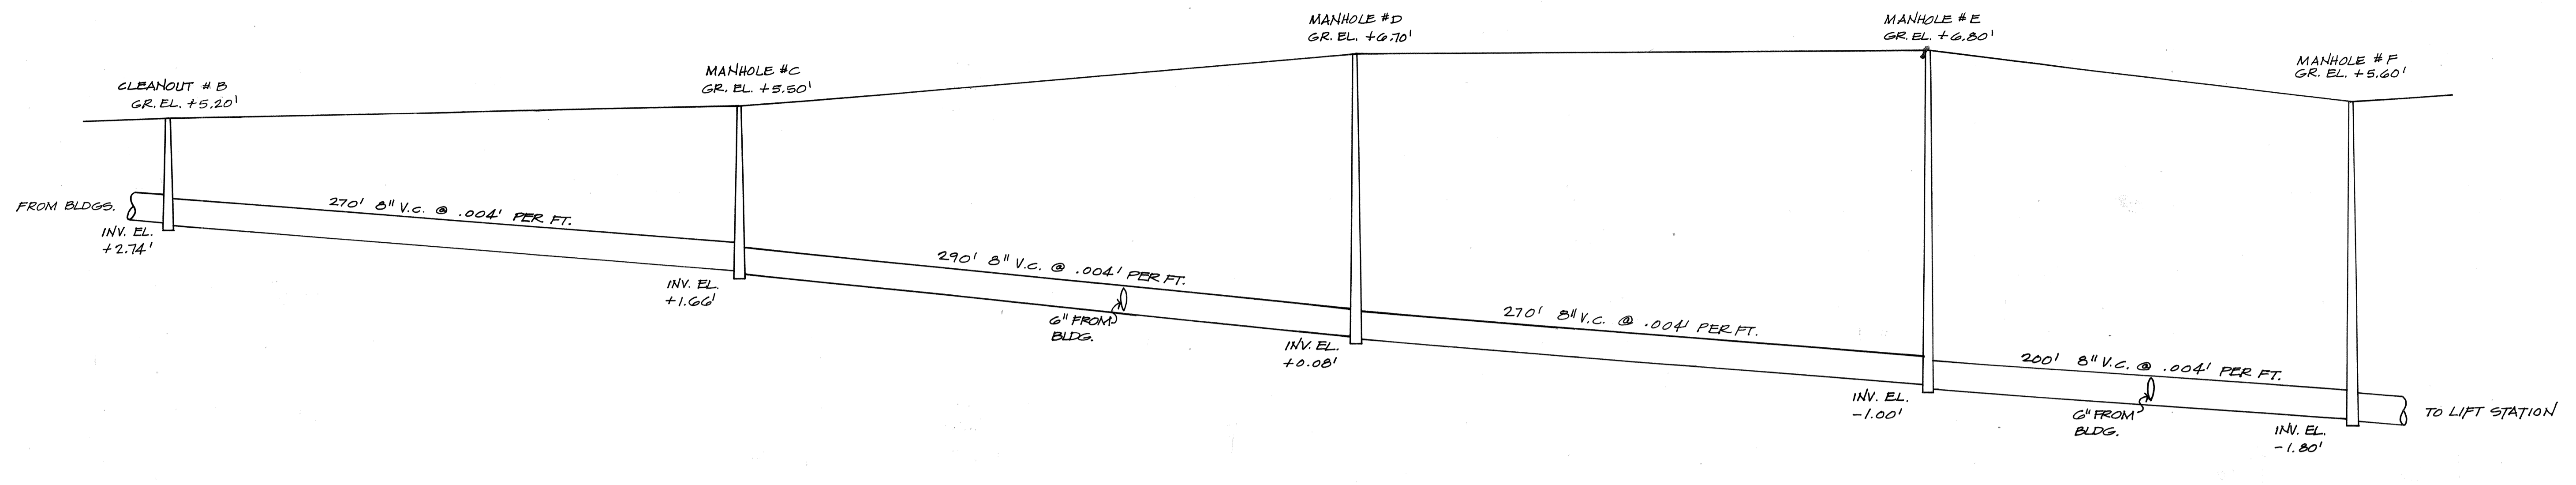 CLEANOUT # B
GR. EL. +5.20'
MANHOLE #C
GR. EL. +5.50'
MANHOLE #D
GR. EL. +6.70'
MANHOLE # E
GR. EL. +6.80'
MANHOLE # F
GR. EL. +5.60'
FROM BLDGS.
INV. EL.
+2.74'
270' 8" V.C. @ .004' PER FT.
INV. EL.
+1.66'
290' 8" V.C. @ .004' PER FT.
6" FROM
BLDG.
INV. EL.
+0.08'
270' 8" V.C. @ .004' PER FT.
INV. EL.
-1.00'
200' 8" V.C. @ .004' PER FT.
6" FROM
BLDG.
INV. EL.
-1.80'
TO LIFT STATION